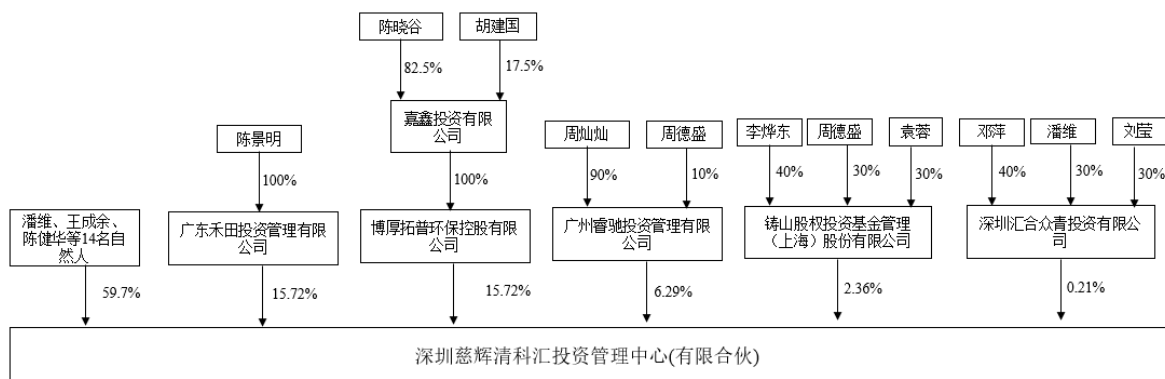 陈晓谷
胡建国
82.5%
17.5%
嘉鑫投资有限
公司
陈景明
周灿灿
周德盛
李烨东
周德盛
袁蓉
邓萍
潘维
刘莹
100%
100%
90%
10%
40%
30%
30%
40%
30%
30%
潘维、王成余、
陈健华等14名自
然人
广东禾田投资管理有限
公司
博厚拓普环保控股有限
公司
广州睿驰投资管理有限
公司
铸山股权投资基金管理
（上海）股份有限公司
深圳汇合众青投资有限公
司
59.7%
15.72%
15.72%
6.29%
2.36%
0.21%
深圳慈辉清科汇投资管理中心(有限合伙)